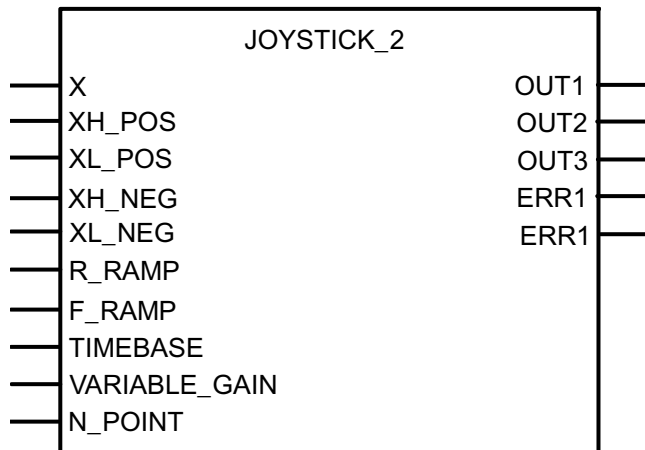 JOYSTICK_2
X
OUT1
XH_POS
OUT2
XL_POS
OUT3
XH_NEG
ERR1
XL_NEG
ERR1
R_RAMP
F_RAMP
TIMEBASE
VARIABLE_GAIN
N_POINT